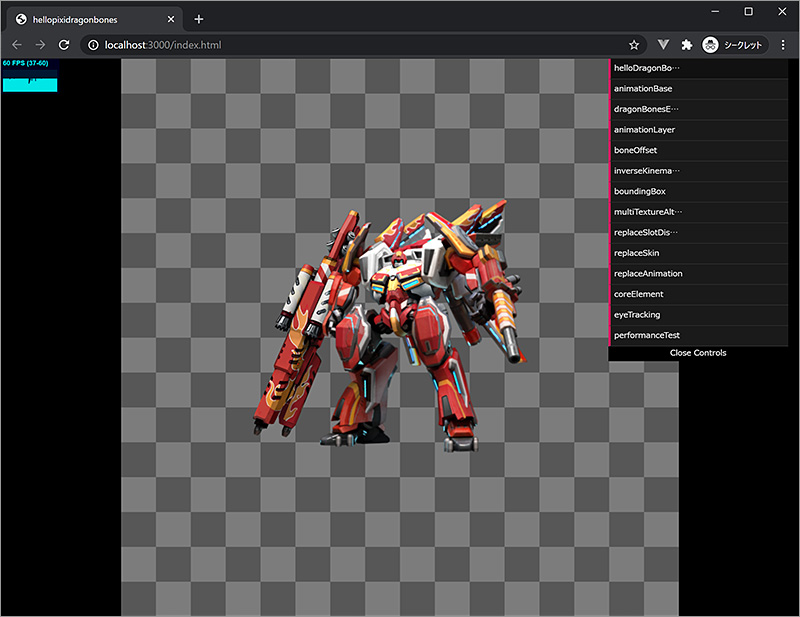 hellopixidragonbones
localhost:3000/index.html
シークレット
60 FPS (37-60)
helloDragonBo···
animationBase
dragonBonesE···
animationLayer
boneOffset
inverseKinema···
boundingBox
multiTextureAlt···
replaceSlotDis···
replaceSkin
replaceAnimation
coreElement
eyeTracking
performanceTest
Close Controls